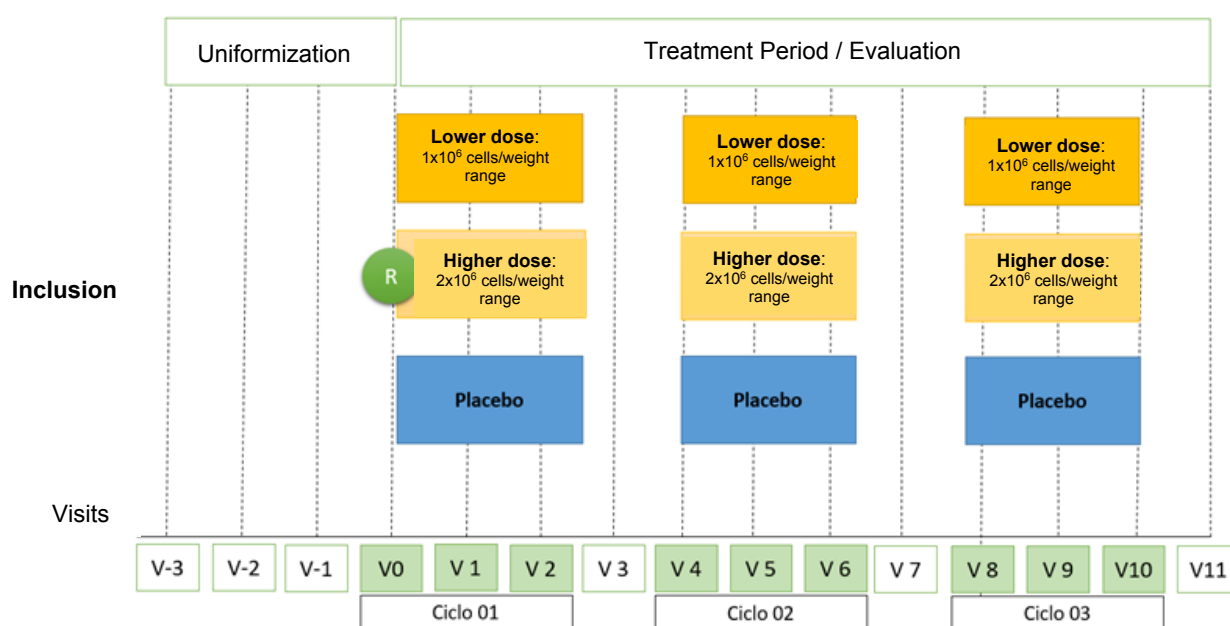 Uniformization
Treatment Period / Evaluation
Lower dose:
1x10⁶ cells/weight
range
Lower dose:
1x10⁶ cells/weight
range
Lower dose:
1x10⁶ cells/weight
range
Inclusion
R
Higher dose:
2x10⁶ cells/weight
range
Higher dose:
2x10⁶ cells/weight
range
Higher dose:
2x10⁶ cells/weight
range
Placebo
Placebo
Placebo
Visits
V-3 V-2 V-1 V0 V 1 V 2 V 3 V 4 V 5 V 6 V 7 V 8 V 9 V10 V11
Ciclo 01 Ciclo 02 Ciclo 03